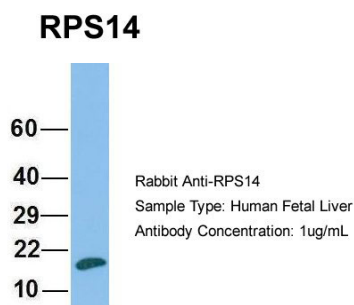 RPS14
60
40
29
22
10
Rabbit Anti-RPS14
Sample Type: Human Fetal Liver
Antibody Concentration: 1ug/mL